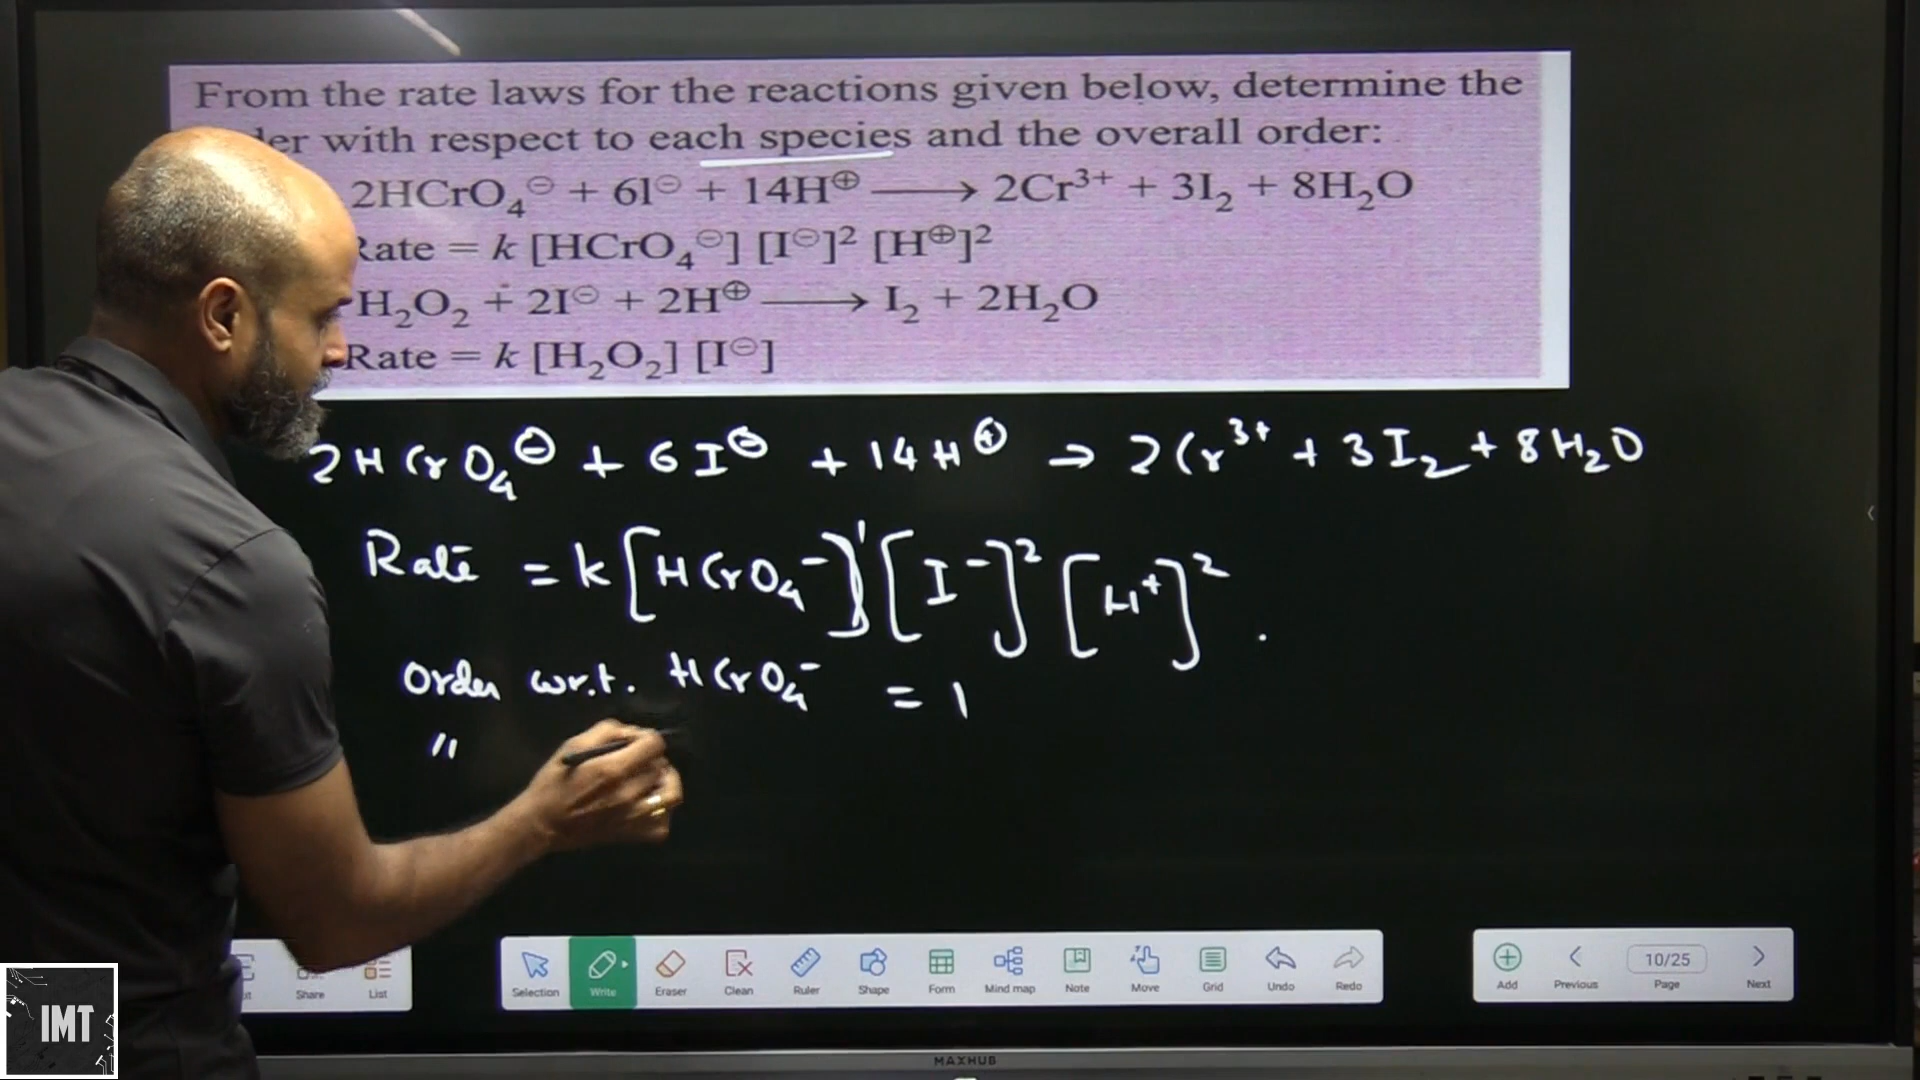 From the rate laws for the reactions given below, determine the
er with respect to each species and the overall order:
2HCrO₄⊖ + 6l⊖ + 14H⊕ ⟶ 2Cr³⁺ + 3I₂ + 8H₂O
Rate = k [HCrO₄⊖] [I⊖]² [H⊕]²
H₂O₂ + 2I⊖ + 2H⊕ ⟶ I₂ + 2H₂O
Rate = k [H₂O₂] [I⊖]
2HCrO₄⊖ + 6I⊖ + 14H⊕ → 2Cr³⁺ + 3I₂ + 8H₂O
Rate = k[HCrO₄⁻]¹[I⁻]²[H⁺]².
Order w.r.t. HCrO₄⁻ = 1
"
Share List Selection Write Eraser Clean Ruler Shape Form Mind map Note Move Grid Undo Redo Add Previous 10/25 Page Next
IMT
MAXHUB